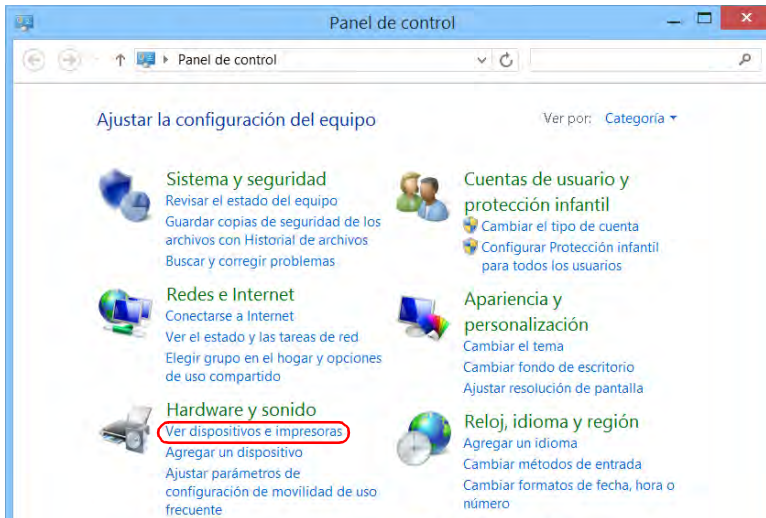 Panel de control
Panel de control
Ajustar la configuración del equipo
Ver por: Categoría
Sistema y seguridad
Revisar el estado del equipo
Guardar copias de seguridad de los
archivos con Historial de archivos
Buscar y corregir problemas
Redes e Internet
Conectarse a Internet
Ver el estado y las tareas de red
Elegir grupo en el hogar y opciones
de uso compartido
Hardware y sonido
Ver dispositivos e impresoras
Agregar un dispositivo
Ajustar parámetros de
configuración de movilidad de uso
frecuente
Cuentas de usuario y
protección infantil
Cambiar el tipo de cuenta
Configurar Protección infantil
para todos los usuarios
Apariencia y
personalización
Cambiar el tema
Cambiar fondo de escritorio
Ajustar resolución de pantalla
Reloj, idioma y región
Agregar un idioma
Cambiar métodos de entrada
Cambiar formatos de fecha, hora o
número